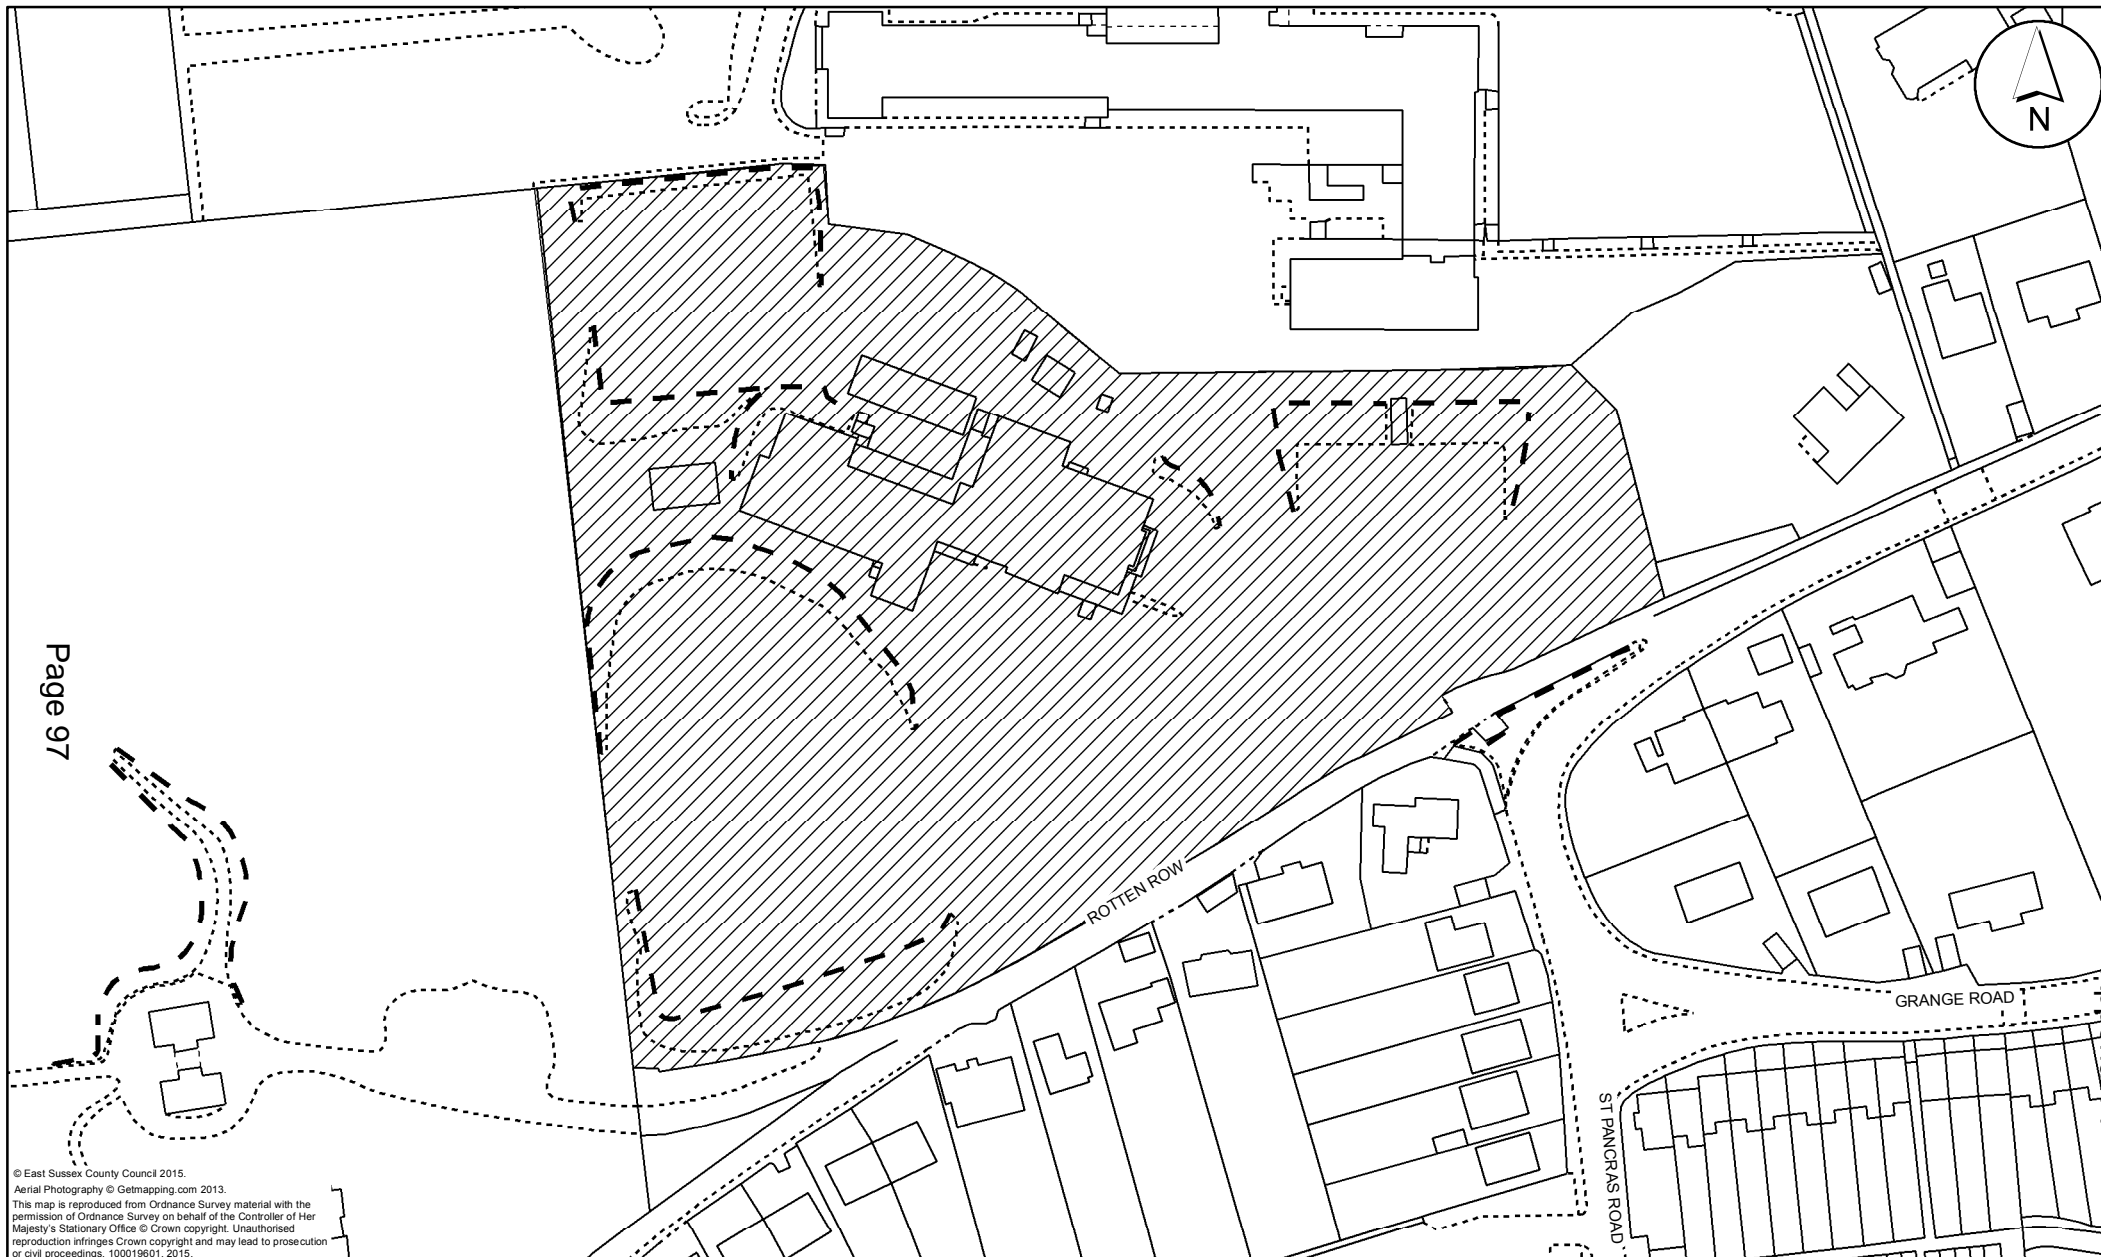 N
Page 97
ROTTEN ROW
GRANGE ROAD
ST PANCRAS ROAD
© East Sussex County Council 2015.
Aerial Photography © Getmapping.com 2013.
This map is reproduced from Ordnance Survey material with the
permission of Ordnance Survey on behalf of the Controller of Her
Majesty's Stationary Office © Crown copyright. Unauthorised
reproduction infringes Crown copyright and may lead to prosecution
or civil proceedings. 100019601, 2015.